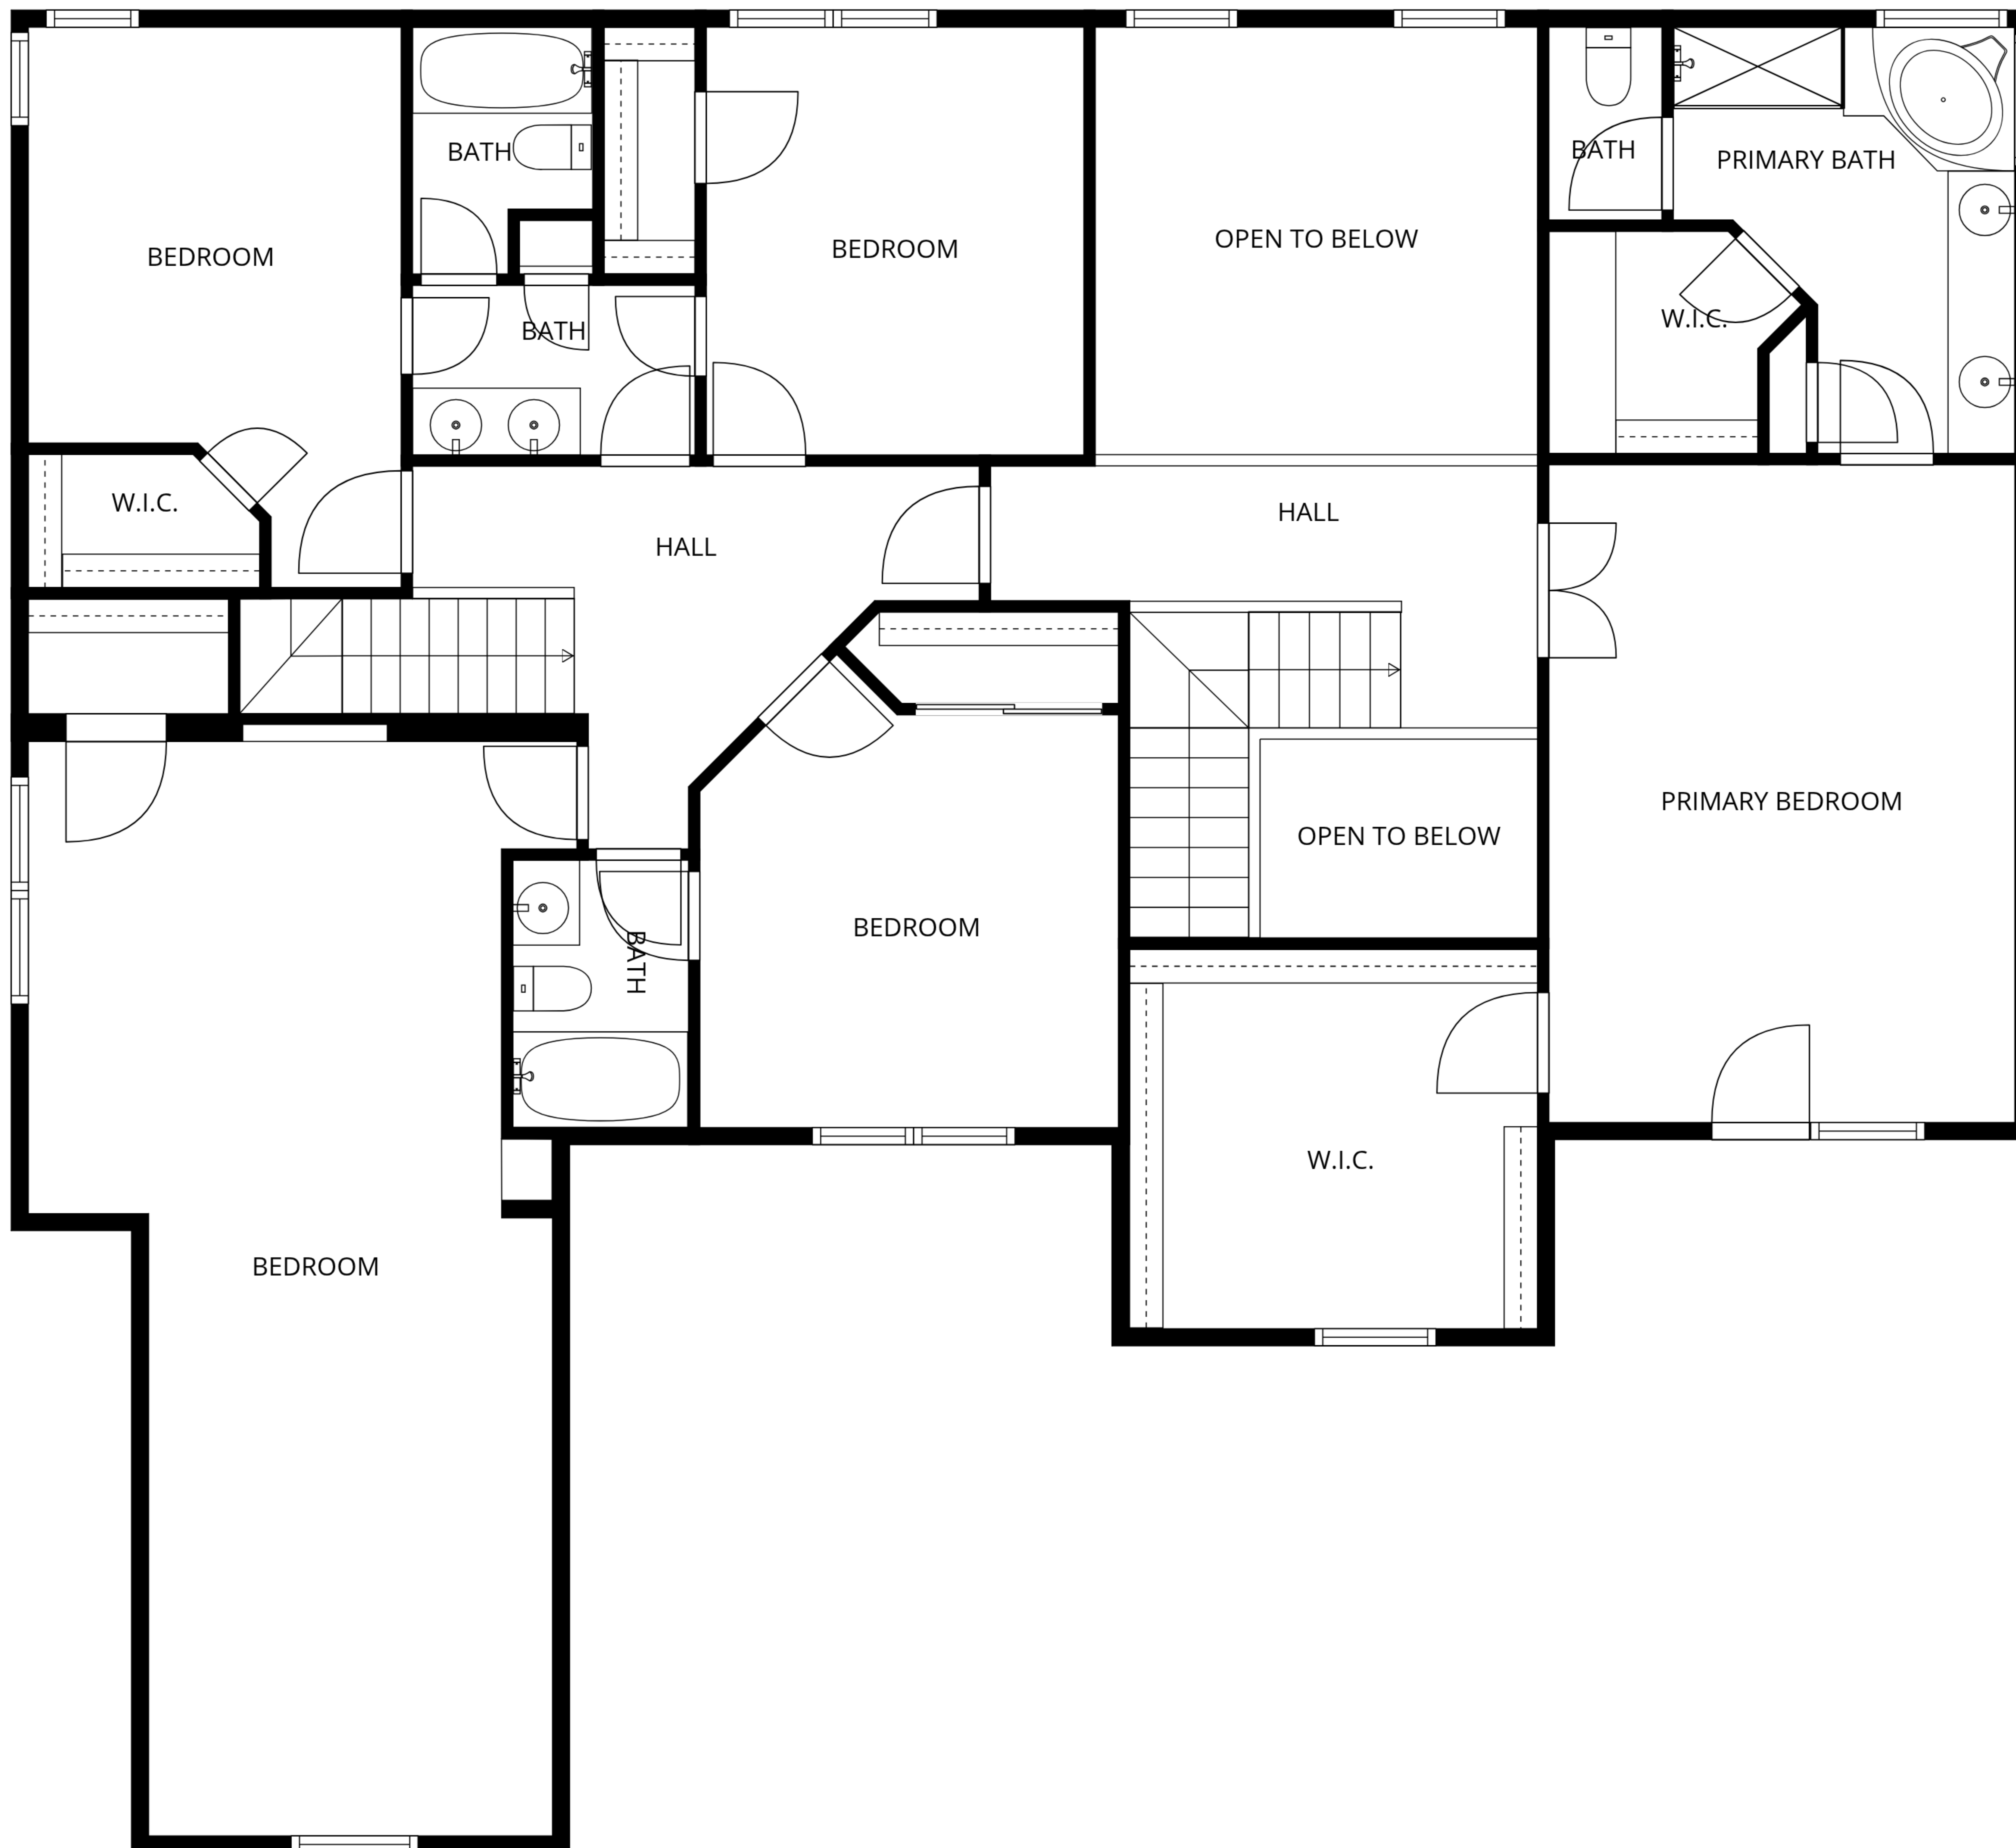 BATH
BATH
PRIMARY BATH
OPEN TO BELOW
BEDROOM
BEDROOM
W.I.C.
BATH
W.I.C.
HALL
HALL
PRIMARY BEDROOM
OPEN TO BELOW
BEDROOM
BATH
W.I.C.
BEDROOM